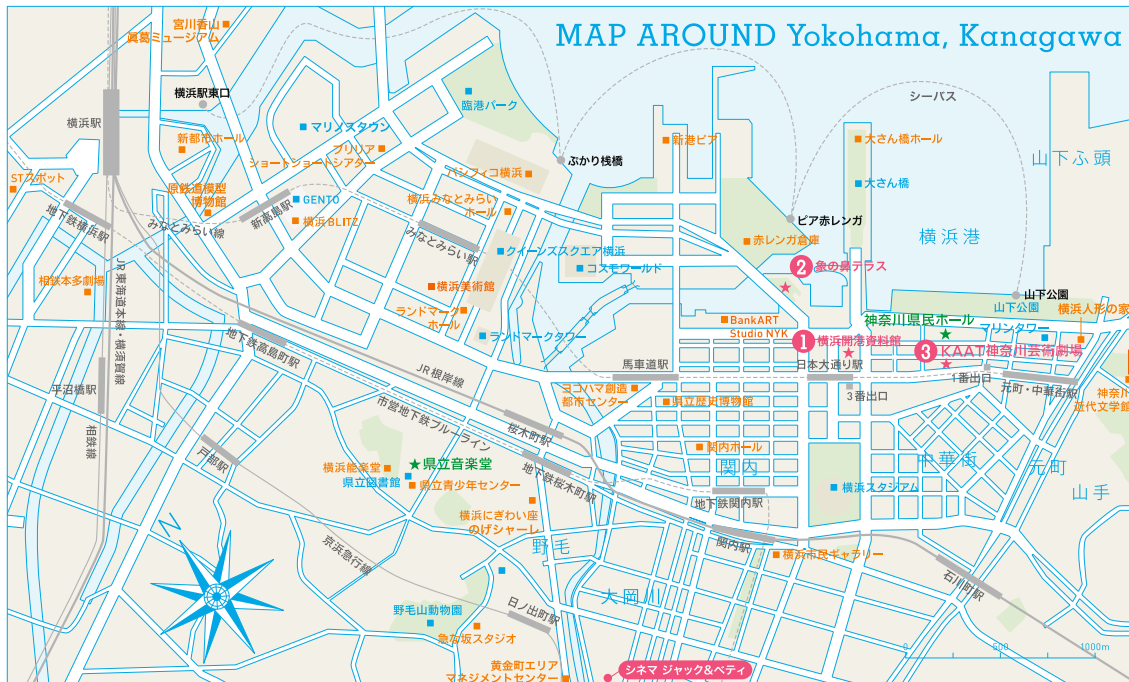 MAP AROUND Yokohama, Kanagawa
宮川香山
眞葛ミュージアム
横浜駅東口
横浜駅
新都市ホール
マリノスタウン
臨港パーク
ブリリア
ショートショートシアター
ぷかり桟橋
新港ピア
シーバス
大さん橋ホール
山下ふ頭
STスポット
原鉄道模型
博物館
パシフィコ横浜
大さん橋
GENTO
横浜みなとみらい
ホール
地下鉄横浜駅
みなとみらい線
新高島駅
横浜BLITZ
みなとみらい駅
ピア赤レンガ
赤レンガ倉庫
横浜港
クイーンズスクエア横浜
コスモワールド
2
象の鼻テラス
JR東海道本線・横須賀線
相鉄本多劇場
横浜美術館
ランドマーク
ホール
山下公園
山下公園
横浜人形の家
BankART
Studio NYK
神奈川県民ホール
マリンタワー
ランドマークタワー
1
横浜開港資料館
3
KAAT神奈川芸術劇場
地下鉄高島町駅
馬車道駅
日本大通り駅
JR根岸線
1番出口
元町・中華街駅
3番出口
平沼橋駅
ヨコハマ創造
都市センター
県立歴史博物館
神奈川
近代文学館
市営地下鉄ブルーライン
桜木町駅
相鉄線
戸部駅
関内ホール
関内
中華街
元町
山手
県立音楽堂
横浜能楽堂
県立図書館
県立青少年センター
地下鉄桜木町駅
横浜スタジアム
地下鉄関内駅
横浜にぎわい座
のげシャーレ
関内駅
横浜市民ギャラリー
京浜急行線
野毛
石川町駅
N
大岡川
野毛山動物園
日ノ出町駅
急な坂スタジオ
0
500
1000m
黄金町エリア
マネジメントセンター
シネマ ジャック&ベティ